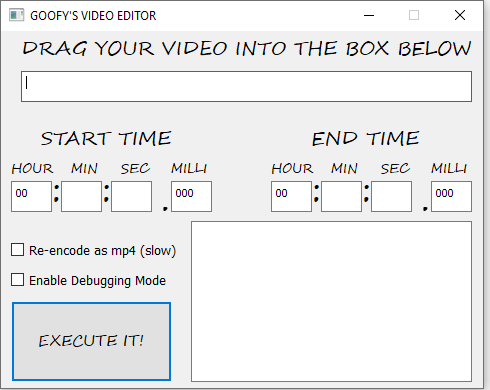 GOOFY'S VIDEO EDITOR
DRAG YOUR VIDEO INTO THE BOX BELOW
START TIME END TIME
HOUR MIN SEC MILLI HOUR MIN SEC MILLI
00 : : . 000 00 : : . 000
Re-encode as mp4 (slow)
Enable Debugging Mode
EXECUTE IT!